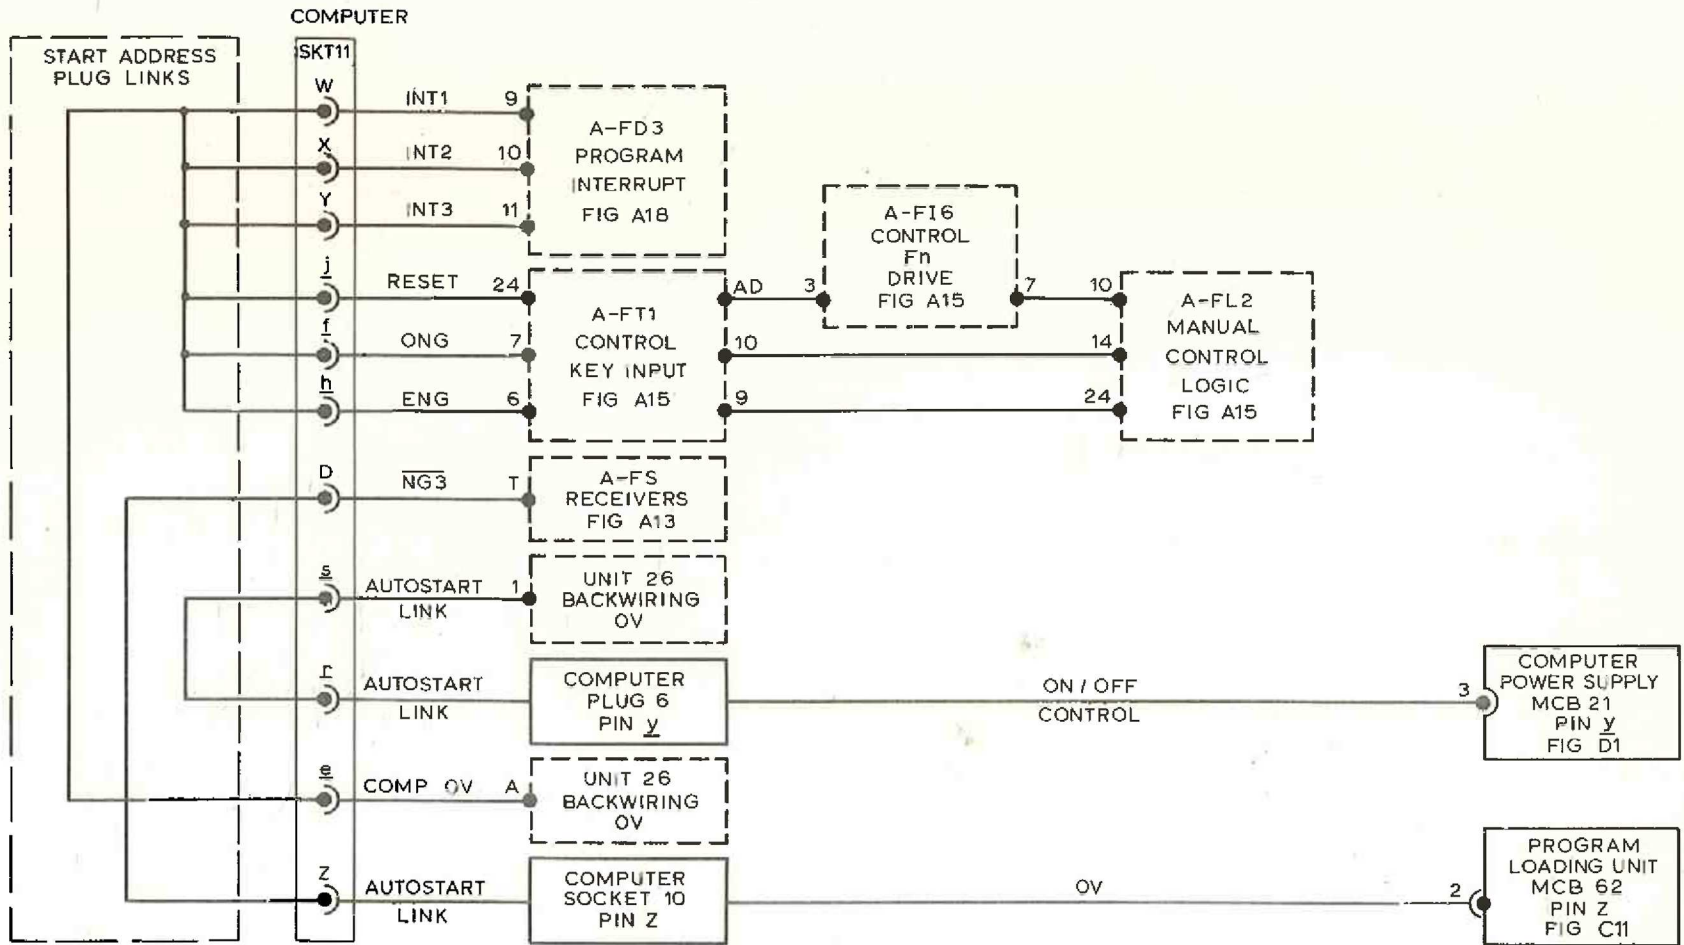 COMPUTER
START ADDRESS
PLUG LINKS
SKT11
W
INT1
9
X
INT2
10
Y
INT3
11
A-FD3
PROGRAM
INTERRUPT
FIG A18
j
RESET
24
f
ONG
7
h
ENG
6
A-FT1
CONTROL
KEY INPUT
FIG A15
AD
3
10
9
A-FI6
CONTROL
Fn
DRIVE
FIG A15
7
10
14
24
A-FL2
MANUAL
CONTROL
LOGIC
FIG A15
D
NG3
T
A-FS
RECEIVERS
FIG A13
s
AUTOSTART
LINK
1
UNIT 26
BACKWIRING
OV
r
AUTOSTART
LINK
COMPUTER
PLUG 6
PIN y
ON / OFF
CONTROL
3
COMPUTER
POWER SUPPLY
MCB 21
PIN y
FIG D1
e
COMP OV
A
UNIT 26
BACKWIRING
OV
Z
AUTOSTART
LINK
COMPUTER
SOCKET 10
PIN Z
OV
2
PROGRAM
LOADING UNIT
MCB 62
PIN Z
FIG C11